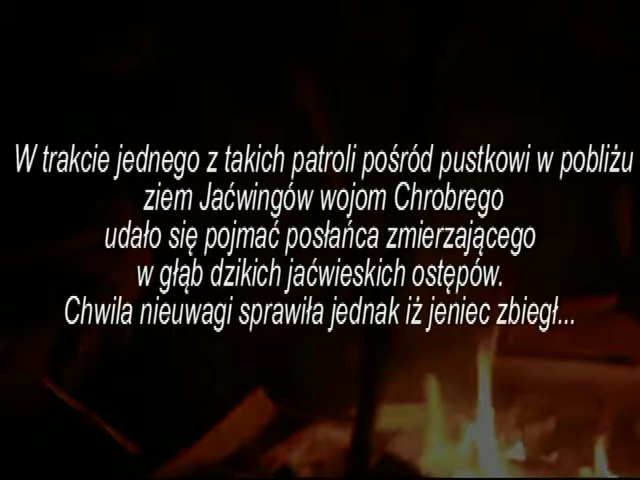 W trakcie jednego z takich patroli pośród pustkowi w pobliżu
ziem Jaćwingów wojom Chrobrego
udało się pojmać posłańca zmierzającego
w głąb dzikich jaćwieskich ostępów.
Chwila nieuwagi sprawiła jednak iż jeniec zbiegł...